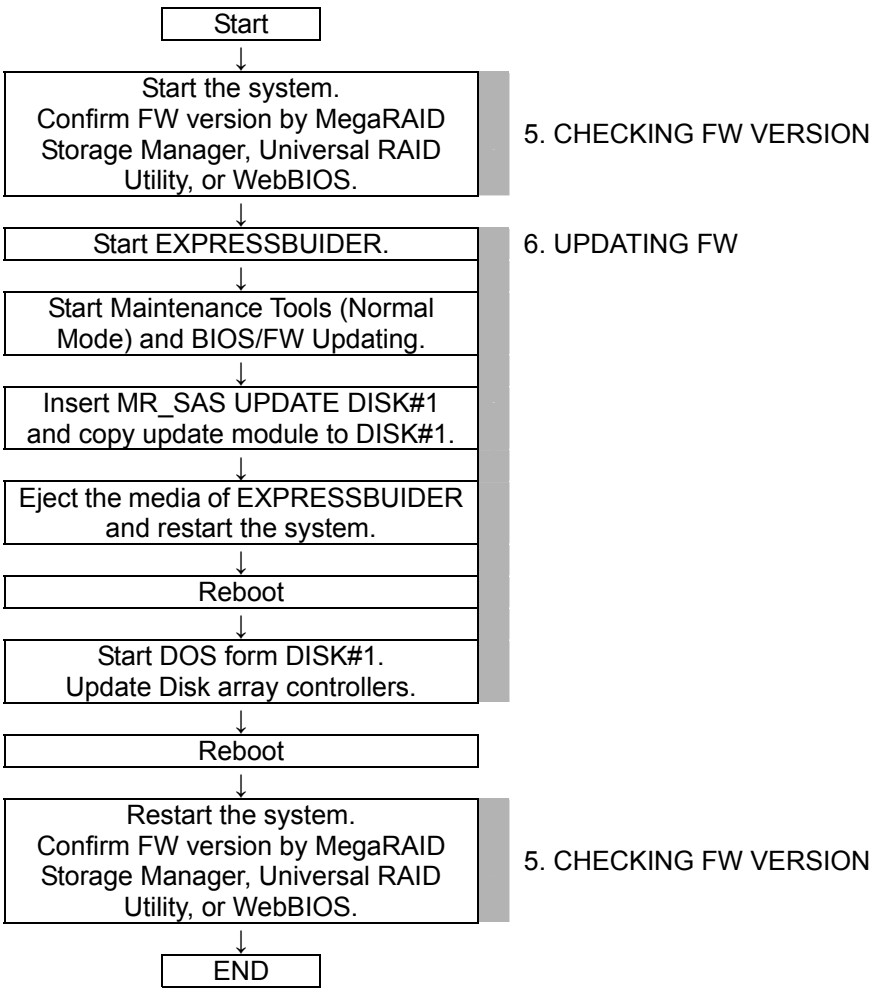 Start
↓
Start the system.
Confirm FW version by MegaRAID
Storage Manager, Universal RAID
Utility, or WebBIOS.
5. CHECKING FW VERSION
↓
Start EXPRESSBUIDER.
6. UPDATING FW
↓
Start Maintenance Tools (Normal
Mode) and BIOS/FW Updating.
↓
Insert MR_SAS UPDATE DISK#1
and copy update module to DISK#1.
↓
Eject the media of EXPRESSBUIDER
and restart the system.
↓
Reboot
↓
Start DOS form DISK#1.
Update Disk array controllers.
↓
Reboot
↓
Restart the system.
Confirm FW version by MegaRAID
Storage Manager, Universal RAID
Utility, or WebBIOS.
5. CHECKING FW VERSION
↓
END